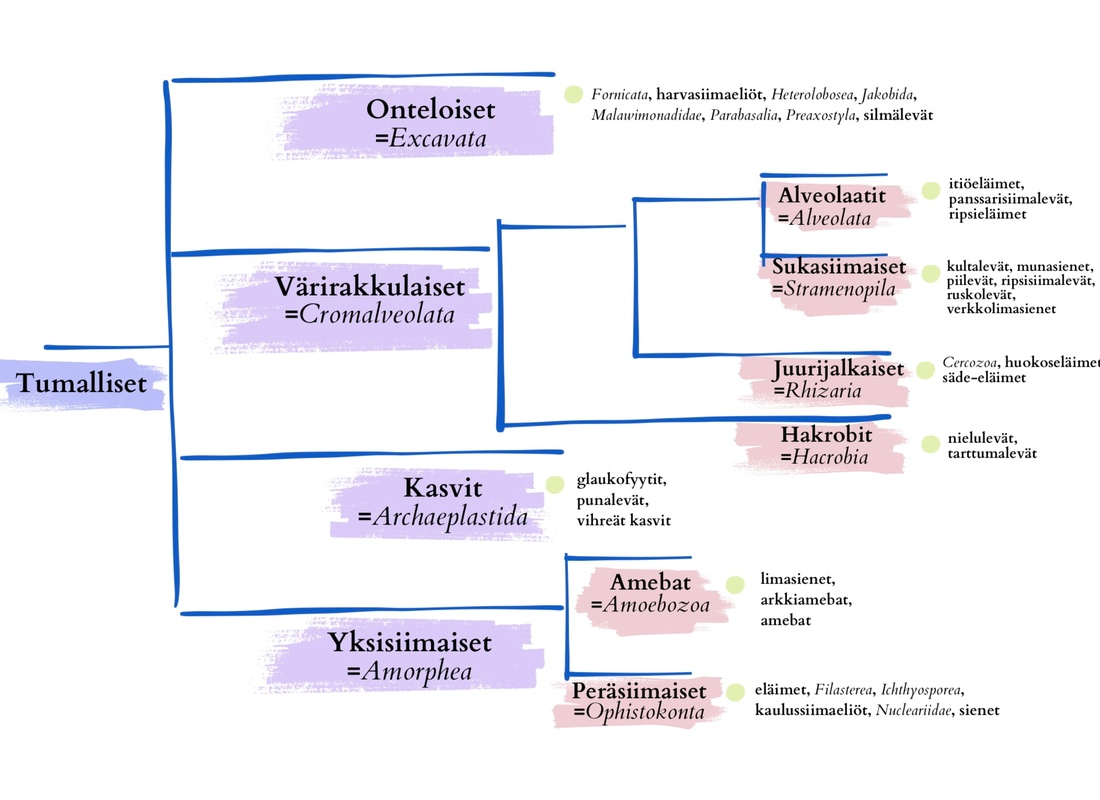 Onteloiset
=Excavata
Fornicata, harvasiimaeliöt, Heterolobosea, Jakobida,
Malawimonadidae, Parabasalia, Preaxostyla, silmälevät
Alveolaatit
=Alveolata
itiöeläimet,
panssarisiimalevät,
ripsieläimet
Värirakkulaiset
=Cromalveolata
Sukasiimaiset
=Stramenopila
kultalevät, munasienet,
piilevät, ripsisiimalevät,
ruskolevät,
verkkolimasienet
Tumalliset
Juurijalkaiset
=Rhizaria
Cercozoa, huokoseläimet
säde-eläimet
Hakrobit
=Hacrobia
nielulevät,
tarttumalevät
Kasvit
=Archaeplastida
glaukofyytit,
punalevät,
vihreät kasvit
Amebat
=Amoebozoa
limasienet,
arkkiamebat,
amebat
Yksisiimaiset
=Amorphea
Peräsiimaiset
=Ophistokonta
eläimet, Filasterea, Ichthyosporea,
kaulussiimaeliöt, Nucleariidae, sienet